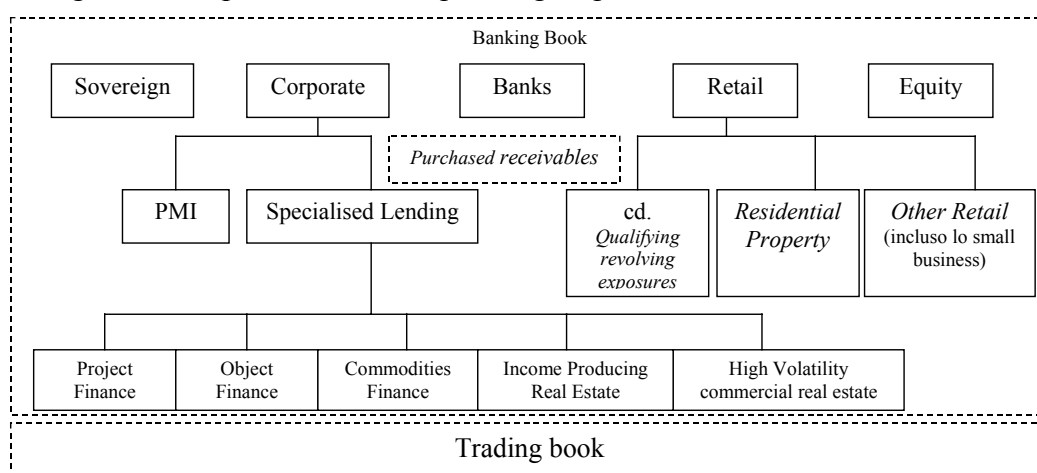 Banking Book
Sovereign
Corporate
Banks
Retail
Equity
Purchased receivables
PMI
Specialised Lending
cd.
Qualifying
revolving
exposures
Residential
Property
Other Retail
(incluso lo small
business)
Project
Finance
Object
Finance
Commodities
Finance
Income Producing
Real Estate
High Volatility
commercial real estate
Trading book